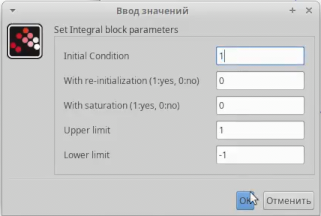 Ввод значений
Set Integral block parameters
Initial Condition 1
With re-initialization (1:yes, 0:no) 0
With saturation (1:yes, 0:no) 0
Upper limit 1
Lower limit -1
OK Отменить